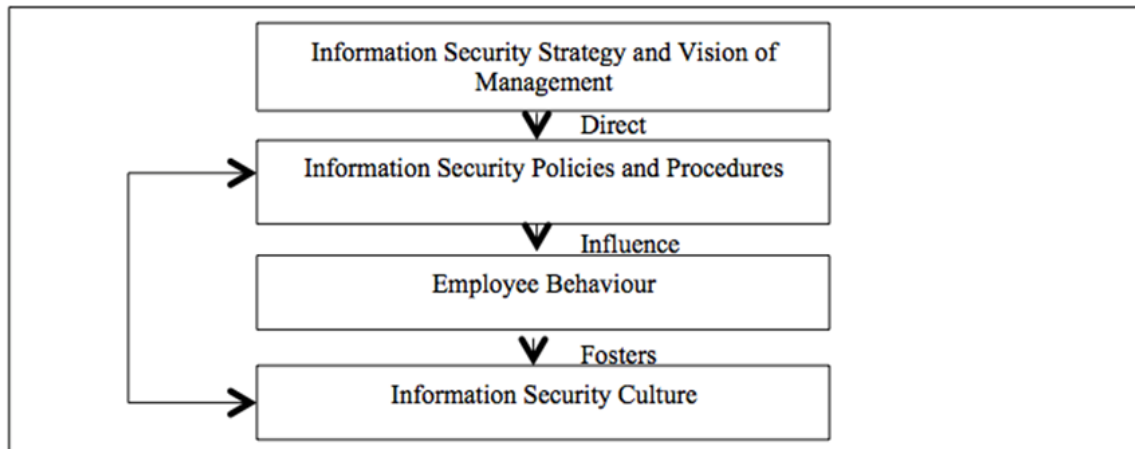 Information Security Strategy and Vision of
Management
Direct
Information Security Policies and Procedures
Influence
Employee Behaviour
Fosters
Information Security Culture